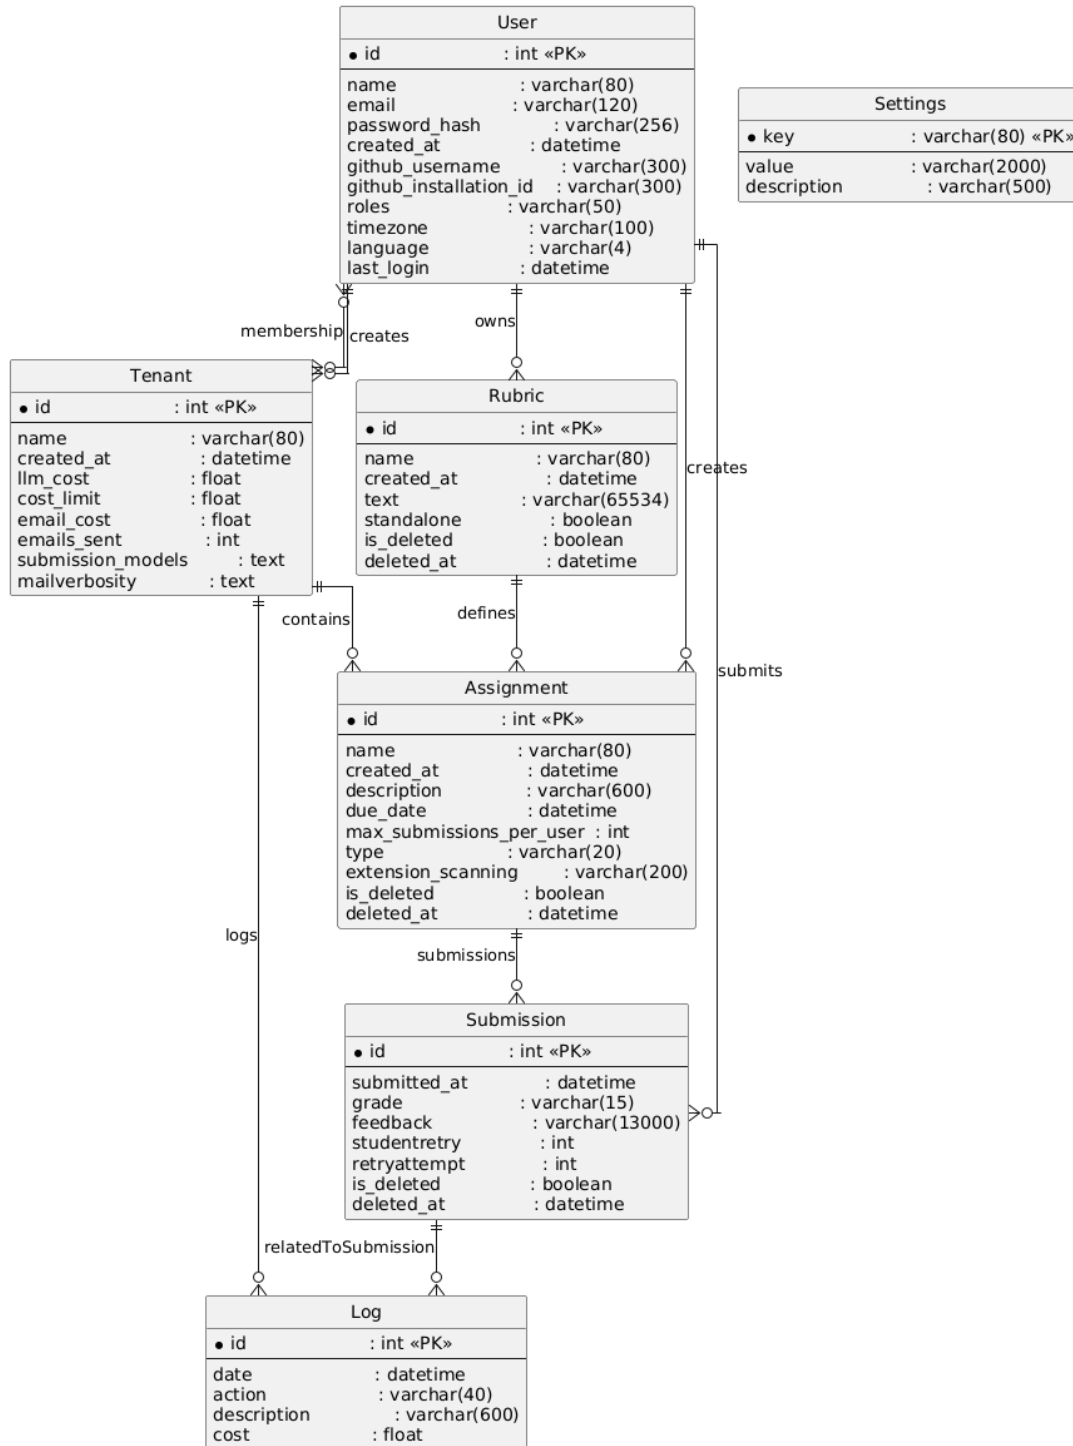 User
id : int «PK»
name : varchar(80)
email : varchar(120)
password_hash : varchar(256)
created_at : datetime
github_username : varchar(300)
github_installation_id : varchar(300)
roles : varchar(50)
timezone : varchar(100)
language : varchar(4)
last_login : datetime
Settings
key : varchar(80) «PK»
value : varchar(2000)
description : varchar(500)
membership
creates
owns
creates
submits
Tenant
id : int «PK»
name : varchar(80)
created_at : datetime
llm_cost : float
cost_limit : float
email_cost : float
emails_sent : int
submission_models : text
mailverbosity : text
Rubric
id : int «PK»
name : varchar(80)
created_at : datetime
text : varchar(65534)
standalone : boolean
is_deleted : boolean
deleted_at : datetime
contains
defines
Assignment
id : int «PK»
name : varchar(80)
created_at : datetime
description : varchar(600)
due_date : datetime
max_submissions_per_user : int
type : varchar(20)
extension_scanning : varchar(200)
is_deleted : boolean
deleted_at : datetime
logs
submissions
Submission
id : int «PK»
submitted_at : datetime
grade : varchar(15)
feedback : varchar(13000)
studentretry : int
retryattempt : int
is_deleted : boolean
deleted_at : datetime
relatedToSubmission
Log
id : int «PK»
date : datetime
action : varchar(40)
description : varchar(600)
cost : float